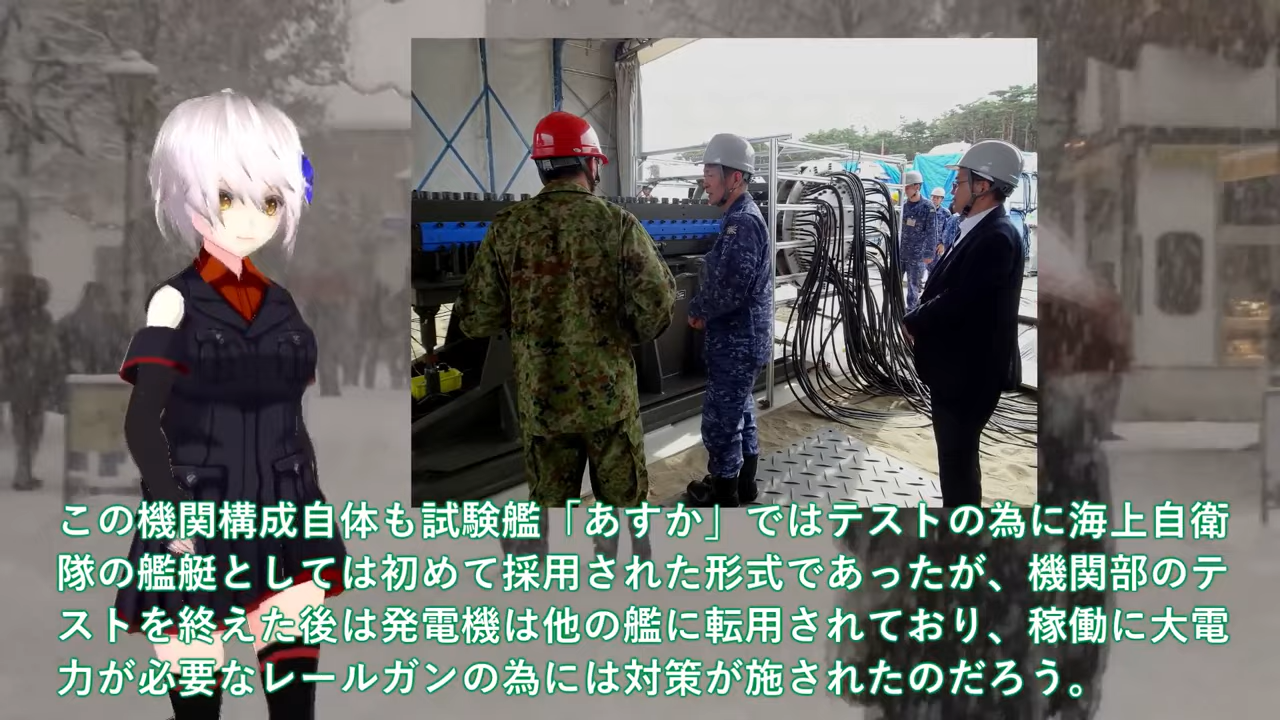 この機関構成自体も試験艦「あすか」ではテストの為に海上自衛
隊の艦艇としては初めて採用された形式であったが、機関部のテ
ストを終えた後は発電機は他の艦に転用されており、稼働に大電
力が必要なレールガンの為には対策が施されたのだろう。